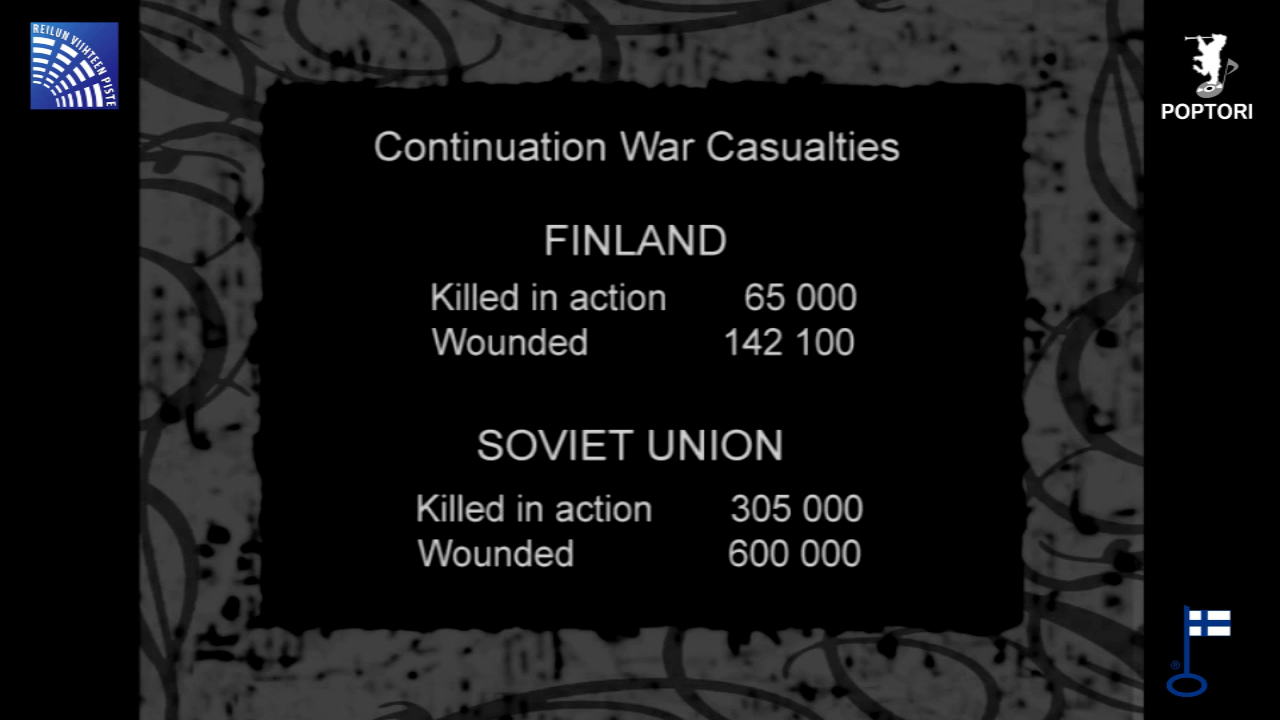 REILUN VIIHTEEN PISTE
POPTORI
Continuation War Casualties
FINLAND
Killed in action 65 000
Wounded 142 100
SOVIET UNION
Killed in action 305 000
Wounded 600 000
®